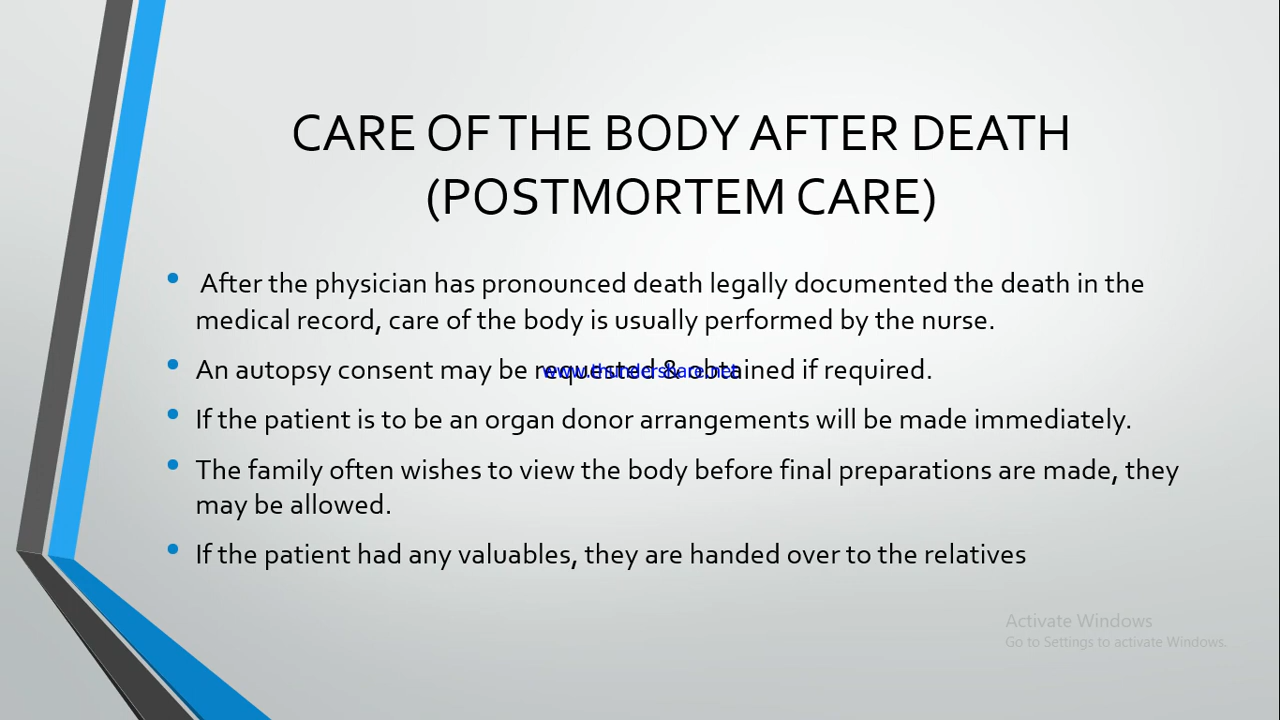 CARE OF THE BODY AFTER DEATH
(POSTMORTEM CARE)
• After the physician has pronounced death legally documented the death in the
medical record, care of the body is usually performed by the nurse.
• An autopsy consent may be requested & obtained if required.
www.thundershare.net
• If the patient is to be an organ donor arrangements will be made immediately.
• The family often wishes to view the body before final preparations are made, they
may be allowed.
• If the patient had any valuables, they are handed over to the relatives
Activate Windows
Go to Settings to activate Windows.